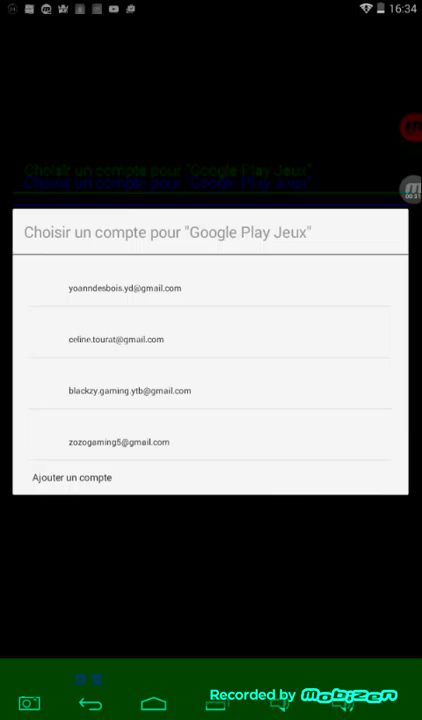 16:34
Choisir un compte pour "Google Play Jeux"
Choisir un compte pour "Google Play Jeux"
00:31
Choisir un compte pour "Google Play Jeux"
yoanndesbois.yd@gmail.com
celine.tourat@gmail.com
blackzy.gaming.ytb@gmail.com
zozogaming5@gmail.com
Ajouter un compte
Recorded by mobizen